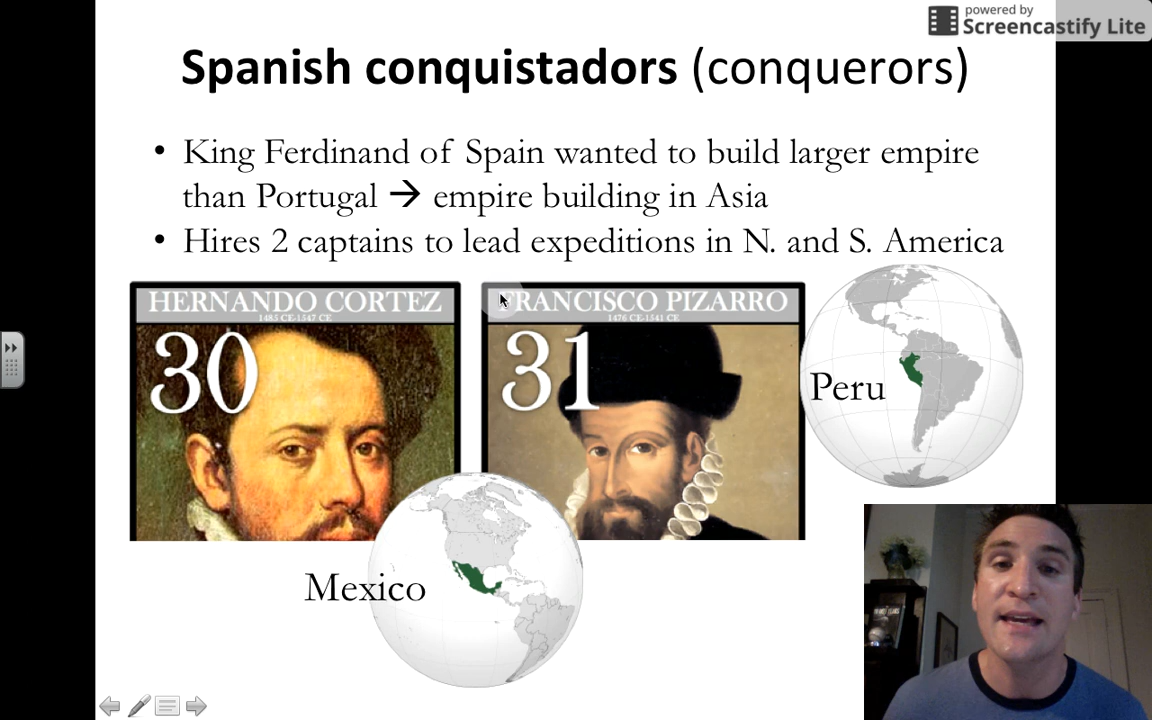 powered by
Screencastify Lite
Spanish conquistadors (conquerors)
• King Ferdinand of Spain wanted to build larger empire
than Portugal → empire building in Asia
• Hires 2 captains to lead expeditions in N. and S. America
HERNANDO CORTEZ
1485 CE-1547 CE
30
FRANCISCO PIZARRO
1476 CE-1541 CE
31
Peru
Mexico